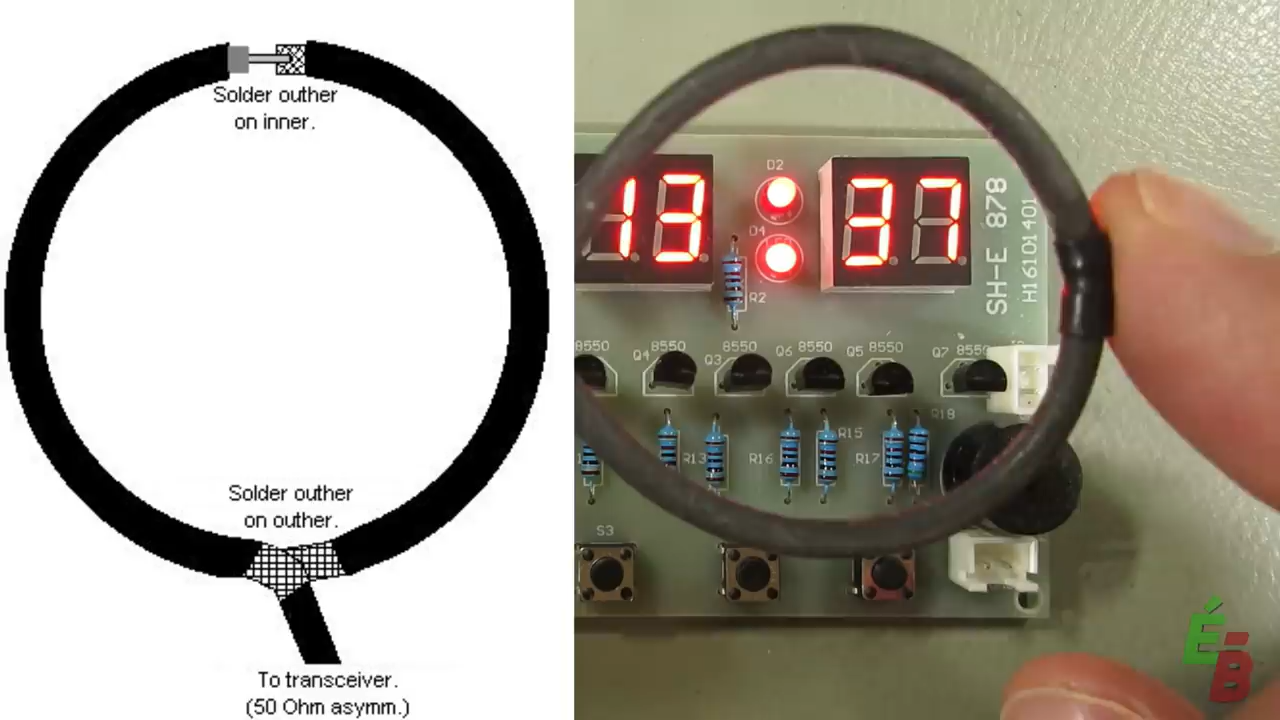 Solder outher
on inner.
Solder outher
on outher.
To transceiver.
(50 Ohm asymm.)
D2
13
37
D4
R2
SH-E 878
H16101401
8550
Q4
8550
Q3
8550
Q6
8550
Q5
8550
Q7
8550
R18
R13
R16
R15
R17
S3
É-B